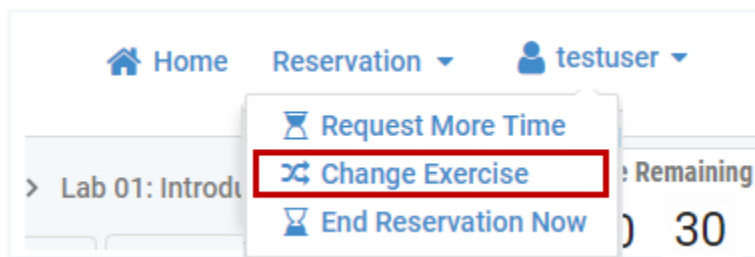 Home Reservation testuser
Request More Time
Change Exercise
Lab 01: Introdu
Remaining
End Reservation Now
30